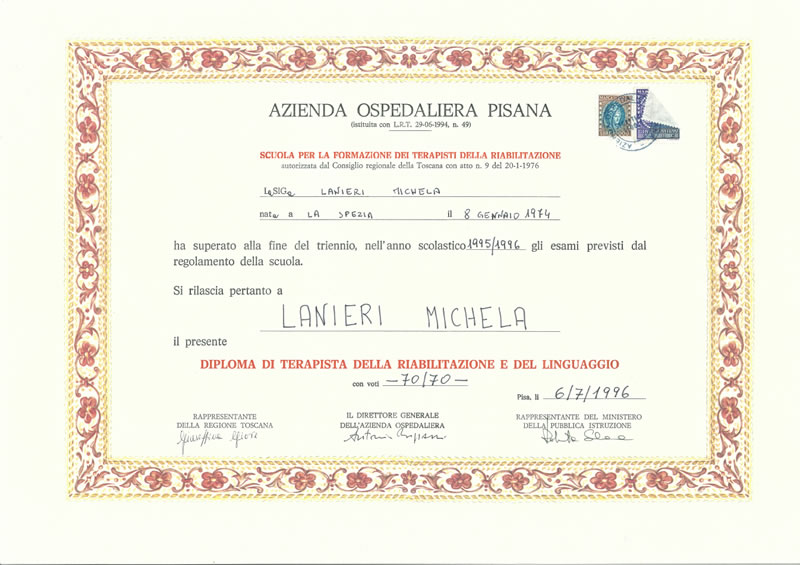 AZIENDA OSPEDALIERA PISANA
(istituita con L.R.T. 29-06-1994, n. 49)
SCUOLA PER LA FORMAZIONE DEI TERAPISTI DELLA RIABILITAZIONE
autorizzata dal Consiglio regionale della Toscana con atto n. 9 del 20-1-1976
La SIGa LANIERI MICHELA
nata a LA SPEZIA il 8 GENNAIO 1974
ha superato alla fine del triennio, nell'anno scolastico 1995/1996 gli esami previsti dal
regolamento della scuola.
Si rilascia pertanto a
LANIERI MICHELA
il presente
DIPLOMA DI TERAPISTA DELLA RIABILITAZIONE E DEL LINGUAGGIO
con voti —70/70—
Pisa, lì 6/7/1996
RAPPRESENTANTE
DELLA REGIONE TOSCANA
IL DIRETTORE GENERALE
DELL'AZIENDA OSPEDALIERA
RAPPRESENTANTE DEL MINISTERO
DELLA PUBBLICA ISTRUZIONE